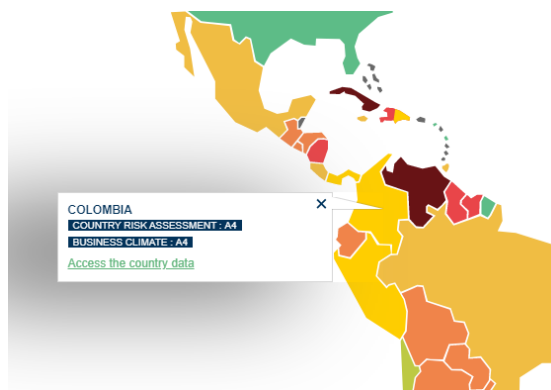 COLOMBIA
COUNTRY RISK ASSESSMENT : A4
BUSINESS CLIMATE : A4
Access the country data